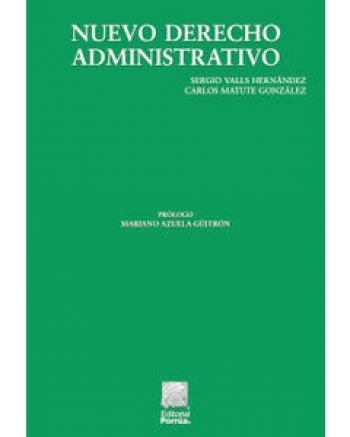 NUEVO DERECHO
ADMINISTRATIVO
SERGIO VALLS HERNÁNDEZ
CARLOS MATUTE GONZÁLEZ
PRÓLOGO
MARIANO AZUELA GÜITRÓN
Editorial
Porrúa